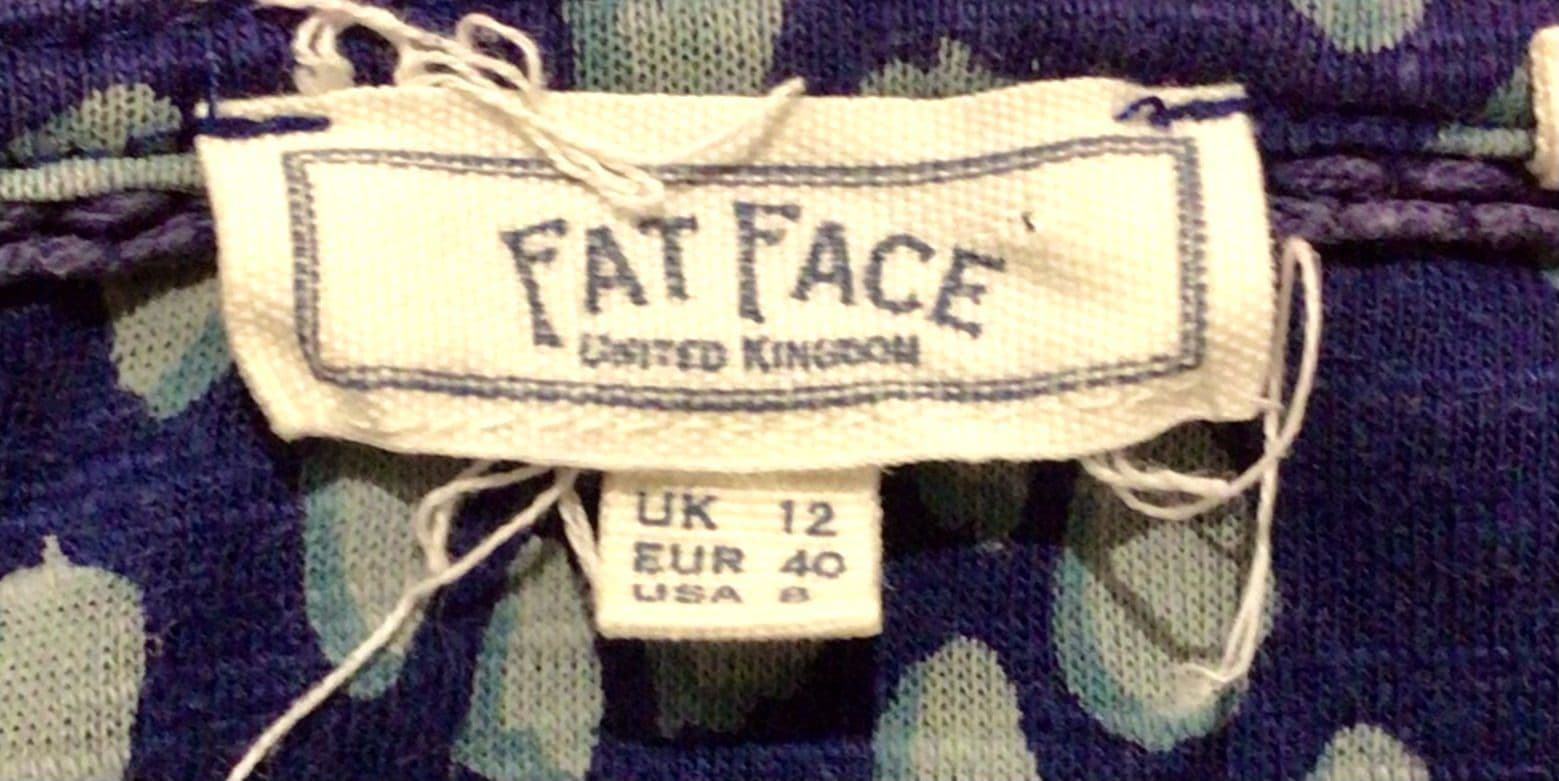 FAT FACE
UNITED KINGDOM
UK 12
EUR 40
USA 8